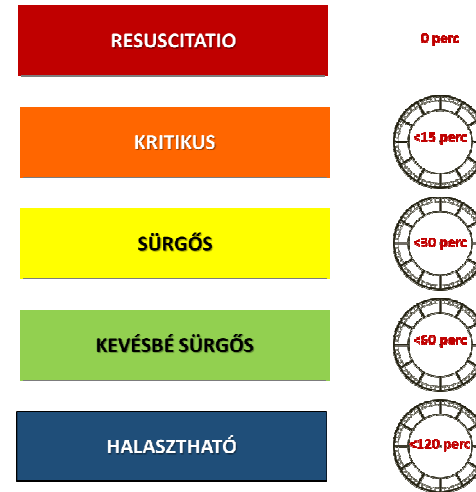 RESUSCITATIO 0 perc
KRITIKUS <15 perc
SÜRGŐS <30 perc
KEVÉSBÉ SÜRGŐS <60 perc
HALASZTHATÓ <120 perc